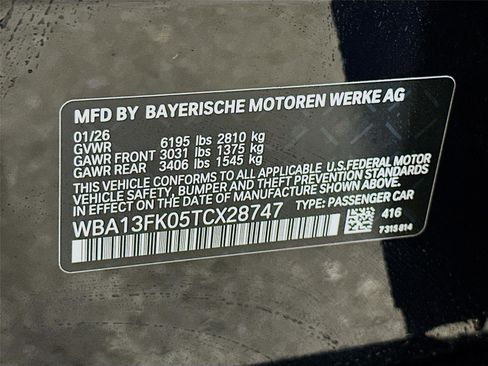 MFD BY BAYERISCHE MOTOREN WERKE AG
01/26
GVWR 6195 lbs 2810 kg
GAWR FRONT 3031 lbs 1375 kg
GAWR REAR 3406 lbs 1545 kg
THIS VEHICLE CONFORMS TO ALL APPLICABLE U.S.FEDERAL MOTOR
VEHICLE SAFETY, BUMPER AND THEFT PREVENTION STANDARDS
IN EFFECT ON THE DATE OF MANUFACTURE SHOWN ABOVE.
WBA13FK05TCX28747 TYPE: PASSENGER CAR
416
7315814